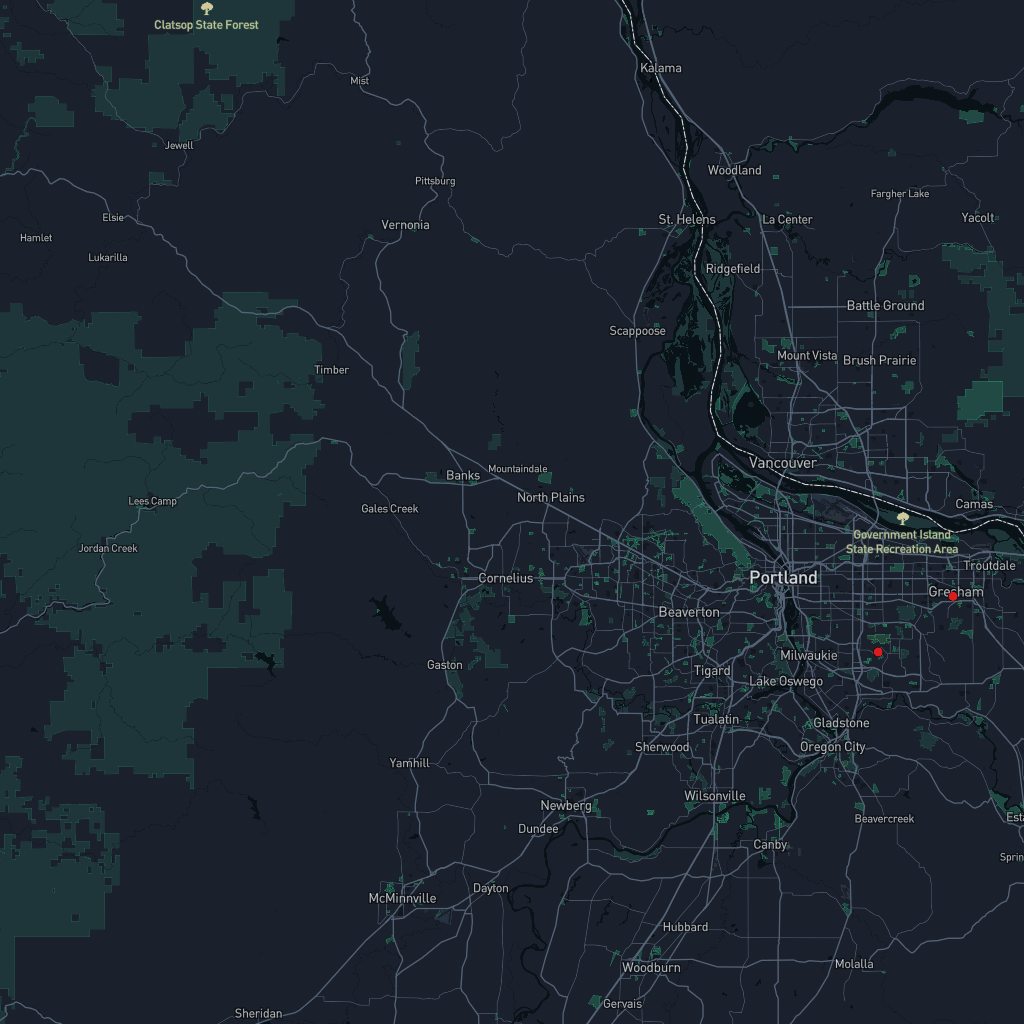 Clatsop State Forest
Kalama
Mist
Jewell
Woodland
Pittsburg
Fargher Lake
Elsie
Vernonia
St. Helens
La Center
Yacolt
Hamlet
Lukarilla
Ridgefield
Battle Ground
Scappoose
Mount Vista
Brush Prairie
Timber
Vancouver
Banks
Mountaindale
Lees Camp
Gales Creek
North Plains
Camas
Government Island
State Recreation Area
Jordan Creek
Troutdale
Cornelius
Portland
Gresham
Beaverton
Milwaukie
Gaston
Tigard
Lake Oswego
Tualatin
Gladstone
Sherwood
Oregon City
Yamhill
Wilsonville
Newberg
Dundee
Beavercreek
Esta
Canby
Sprin
Dayton
McMinnville
Hubbard
Woodburn
Molalla
Gervais
Sheridan